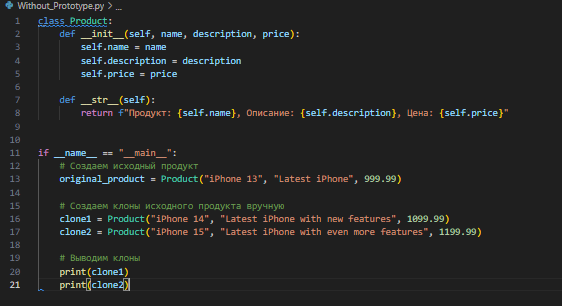 Without_Prototype.py > ...
1 class Product:
2 def __init__(self, name, description, price):
3 self.name = name
4 self.description = description
5 self.price = price
6
7 def __str__(self):
8 return f"Продукт: {self.name}, Описание: {self.description}, Цена: {self.price}"
9
10
11 if __name__ == "__main__":
12 # Создаем исходный продукт
13 original_product = Product("iPhone 13", "Latest iPhone", 999.99)
14
15 # Создаем клоны исходного продукта вручную
16 clone1 = Product("iPhone 14", "Latest iPhone with new features", 1099.99)
17 clone2 = Product("iPhone 15", "Latest iPhone with even more features", 1199.99)
18
19 # Выводим клоны
20 print(clone1)
21 print(clone2)